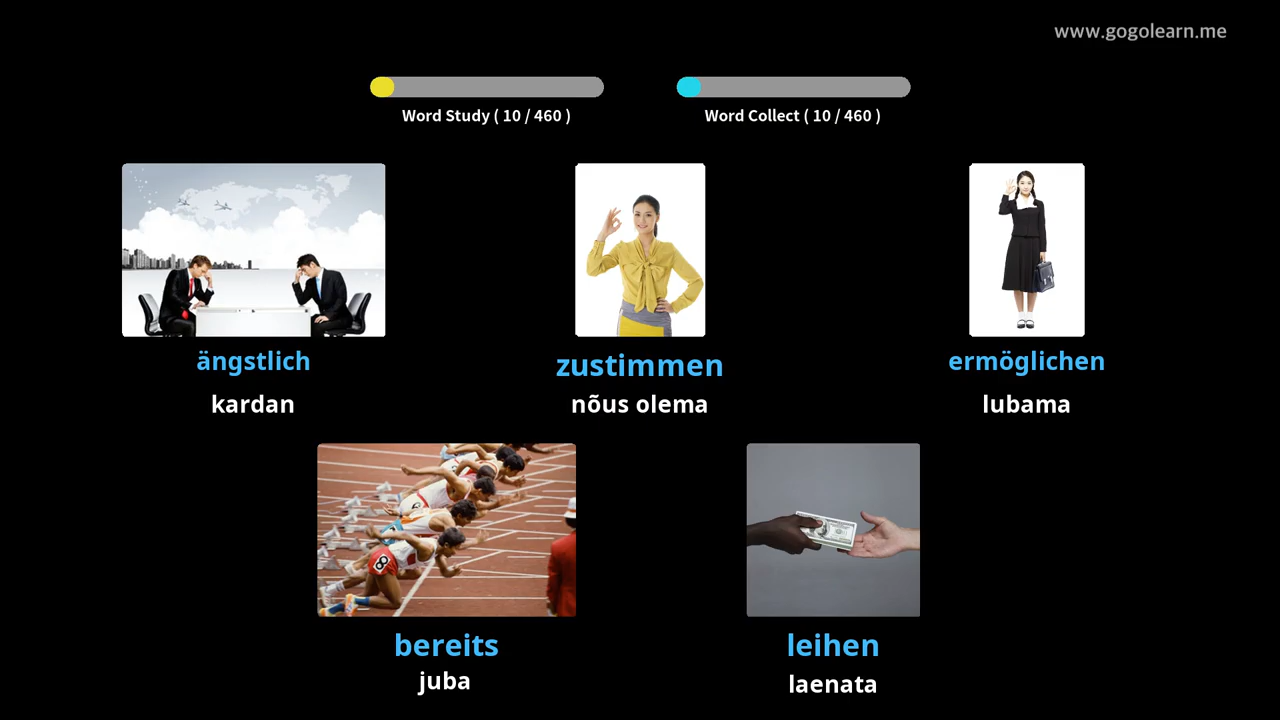 www.gogolearn.me
Word Study ( 10 / 460 )
Word Collect ( 10 / 460 )
ängstlich
kardan
zustimmen
nõus olema
ermöglichen
lubama
bereits
juba
leihen
laenata